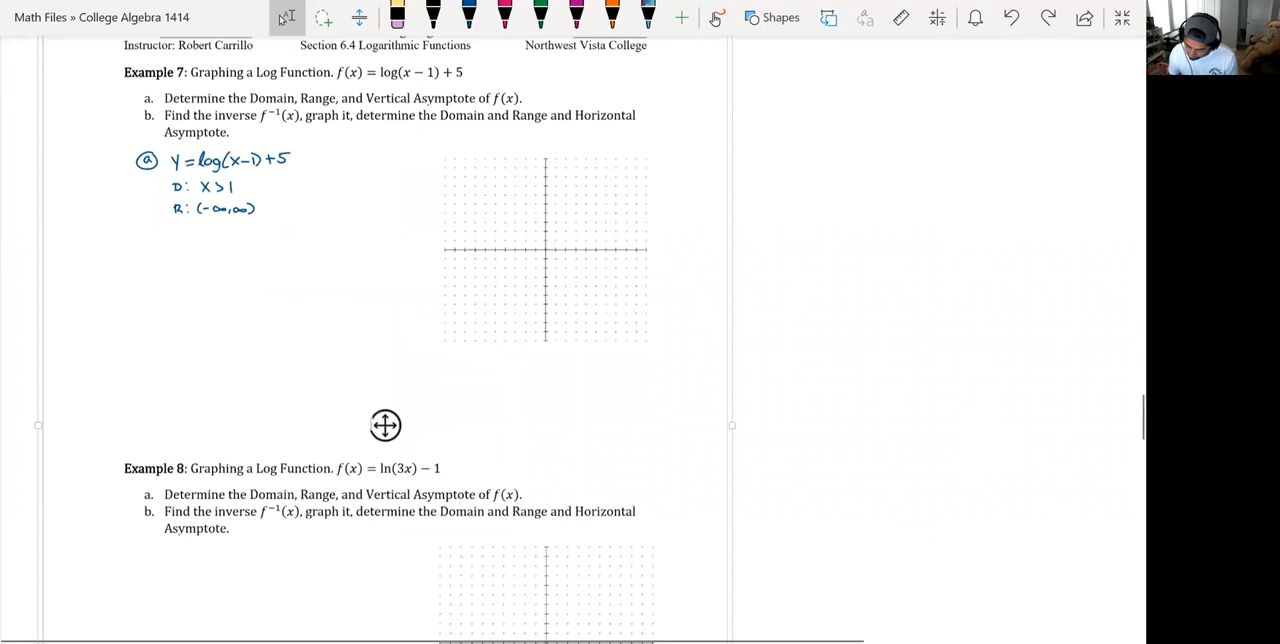 Math Files » College Algebra 1414
Shapes
Instructor: Robert Carrillo Section 6.4 Logarithmic Functions Northwest Vista College
Example 7: Graphing a Log Function. f(x) = log(x − 1) + 5
a. Determine the Domain, Range, and Vertical Asymptote of f(x).
b. Find the inverse f⁻¹(x), graph it, determine the Domain and Range and Horizontal
Asymptote.
ⓐ y = log(x−1)+5
D: x > 1
R: (−∞,∞)
Example 8: Graphing a Log Function. f(x) = ln(3x) − 1
a. Determine the Domain, Range, and Vertical Asymptote of f(x).
b. Find the inverse f⁻¹(x), graph it, determine the Domain and Range and Horizontal
Asymptote.